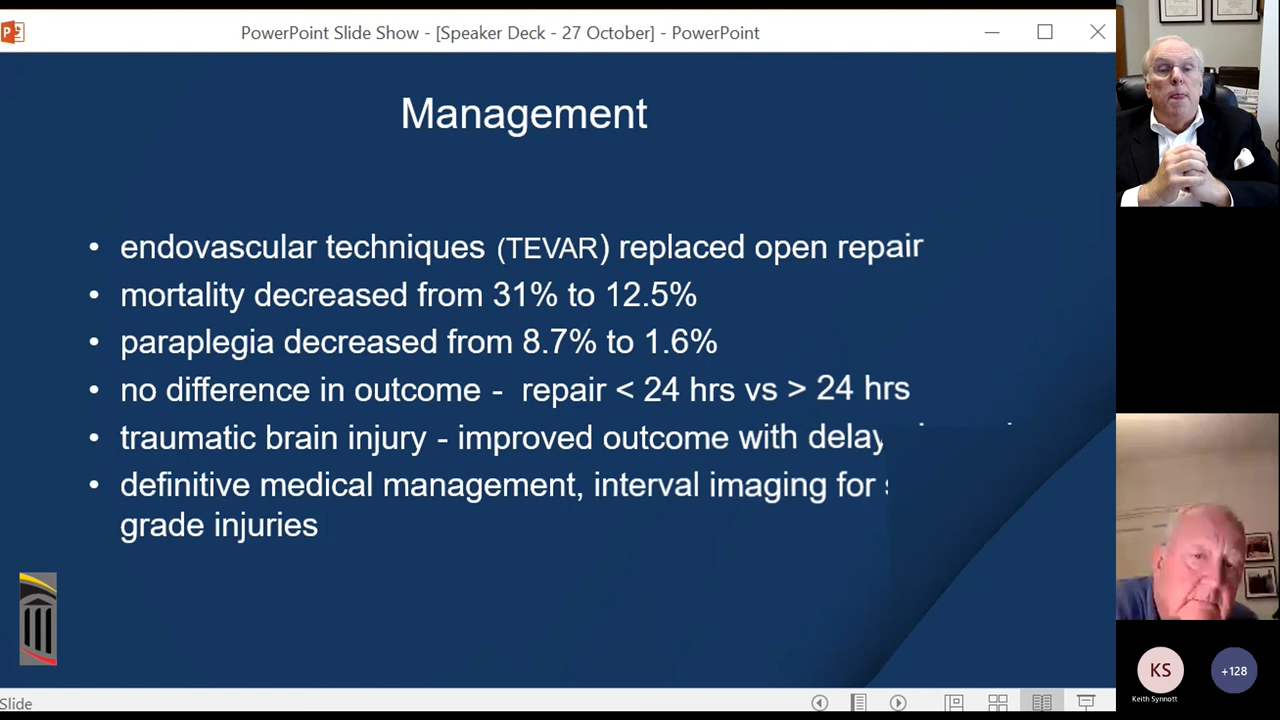 PowerPoint Slide Show - [Speaker Deck - 27 October] - PowerPoint
Management
• endovascular techniques (TEVAR) replaced open repair
• mortality decreased from 31% to 12.5%
• paraplegia decreased from 8.7% to 1.6%
• no difference in outcome - repair < 24 hrs vs > 24 hrs
• traumatic brain injury - improved outcome with delay
• definitive medical management, interval imaging for
grade injuries
KS
+128
Keith Synnott
Slide